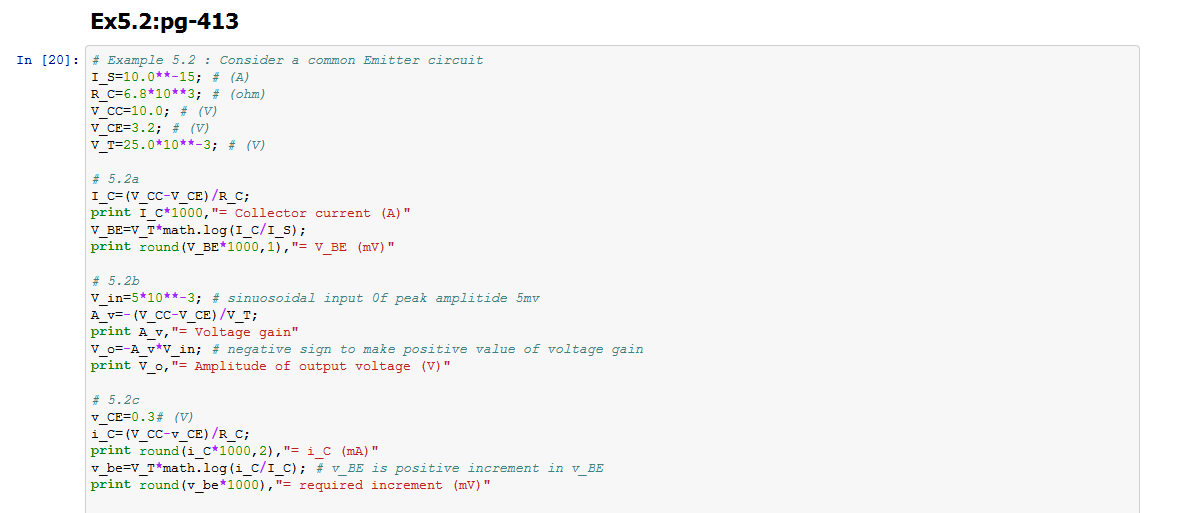 Ex5.2:pg-413
In [20]: # Example 5.2 : Consider a common Emitter circuit
I_S=10.0**-15; # (A)
R_C=6.8*10**3; # (ohm)
V_CC=10.0; # (V)
V_CE=3.2; # (V)
V_T=25.0*10**-3; # (V)
# 5.2a
I_C=(V_CC-V_CE)/R_C;
print I_C*1000,"= Collector current (A)"
V_BE=V_T*math.log(I_C/I_S);
print round(V_BE*1000,1),"= V_BE (mV)"
# 5.2b
V_in=5*10**-3; # sinuosoidal input 0f peak amplitide 5mv
A_v=-(V_CC-V_CE)/V_T;
print A_v,"= Voltage gain"
V_o=-A_v*V_in; # negative sign to make positive value of voltage gain
print V_o,"= Amplitude of output voltage (V)"
# 5.2c
v_CE=0.3# (V)
i_C=(V_CC-v_CE)/R_C;
print round(i_C*1000,2),"= i_C (mA)"
v_be=V_T*math.log(i_C/I_C); # v_BE is positive increment in v_BE
print round(v_be*1000),"= required increment (mV)"